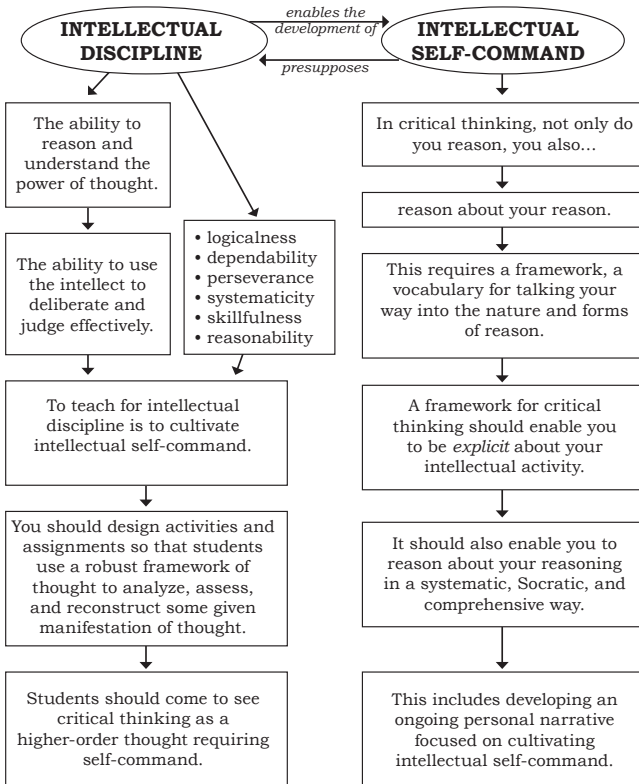 INTELLECTUAL
DISCIPLINE
enables the
development of
presupposes
INTELLECTUAL
SELF-COMMAND
The ability to
reason and
understand the
power of thought.
The ability to use
the intellect to
deliberate and
judge effectively.
• logicalness
• dependability
• perseverance
• systematicity
• skillfulness
• reasonability
To teach for intellectual
discipline is to cultivate
intellectual self-command.
You should design activities and
assignments so that students
use a robust framework of
thought to analyze, assess,
and reconstruct some given
manifestation of thought.
Students should come to see
critical thinking as a
higher-order thought requiring
self-command.
In critical thinking, not only do
you reason, you also…
reason about your reason.
This requires a framework, a
vocabulary for talking your
way into the nature and forms
of reason.
A framework for critical
thinking should enable you
to be explicit about your
intellectual activity.
It should also enable you to
reason about your reasoning
in a systematic, Socratic, and
comprehensive way.
This includes developing an
ongoing personal narrative
focused on cultivating
intellectual self-command.